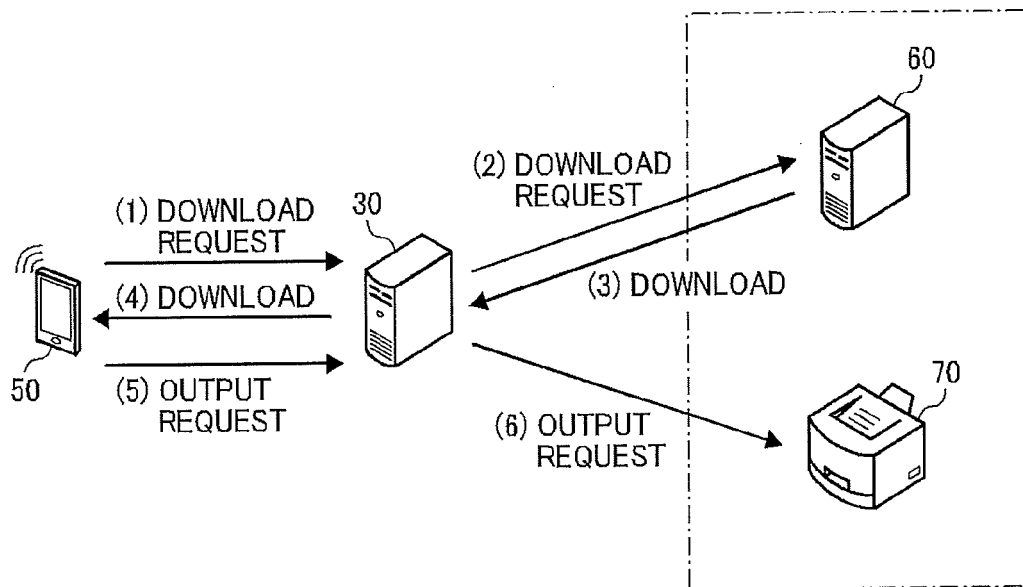 60
(2) DOWNLOAD
REQUEST
(1) DOWNLOAD
REQUEST
30
(3) DOWNLOAD
(4) DOWNLOAD
50
(5) OUTPUT
REQUEST
70
(6) OUTPUT
REQUEST